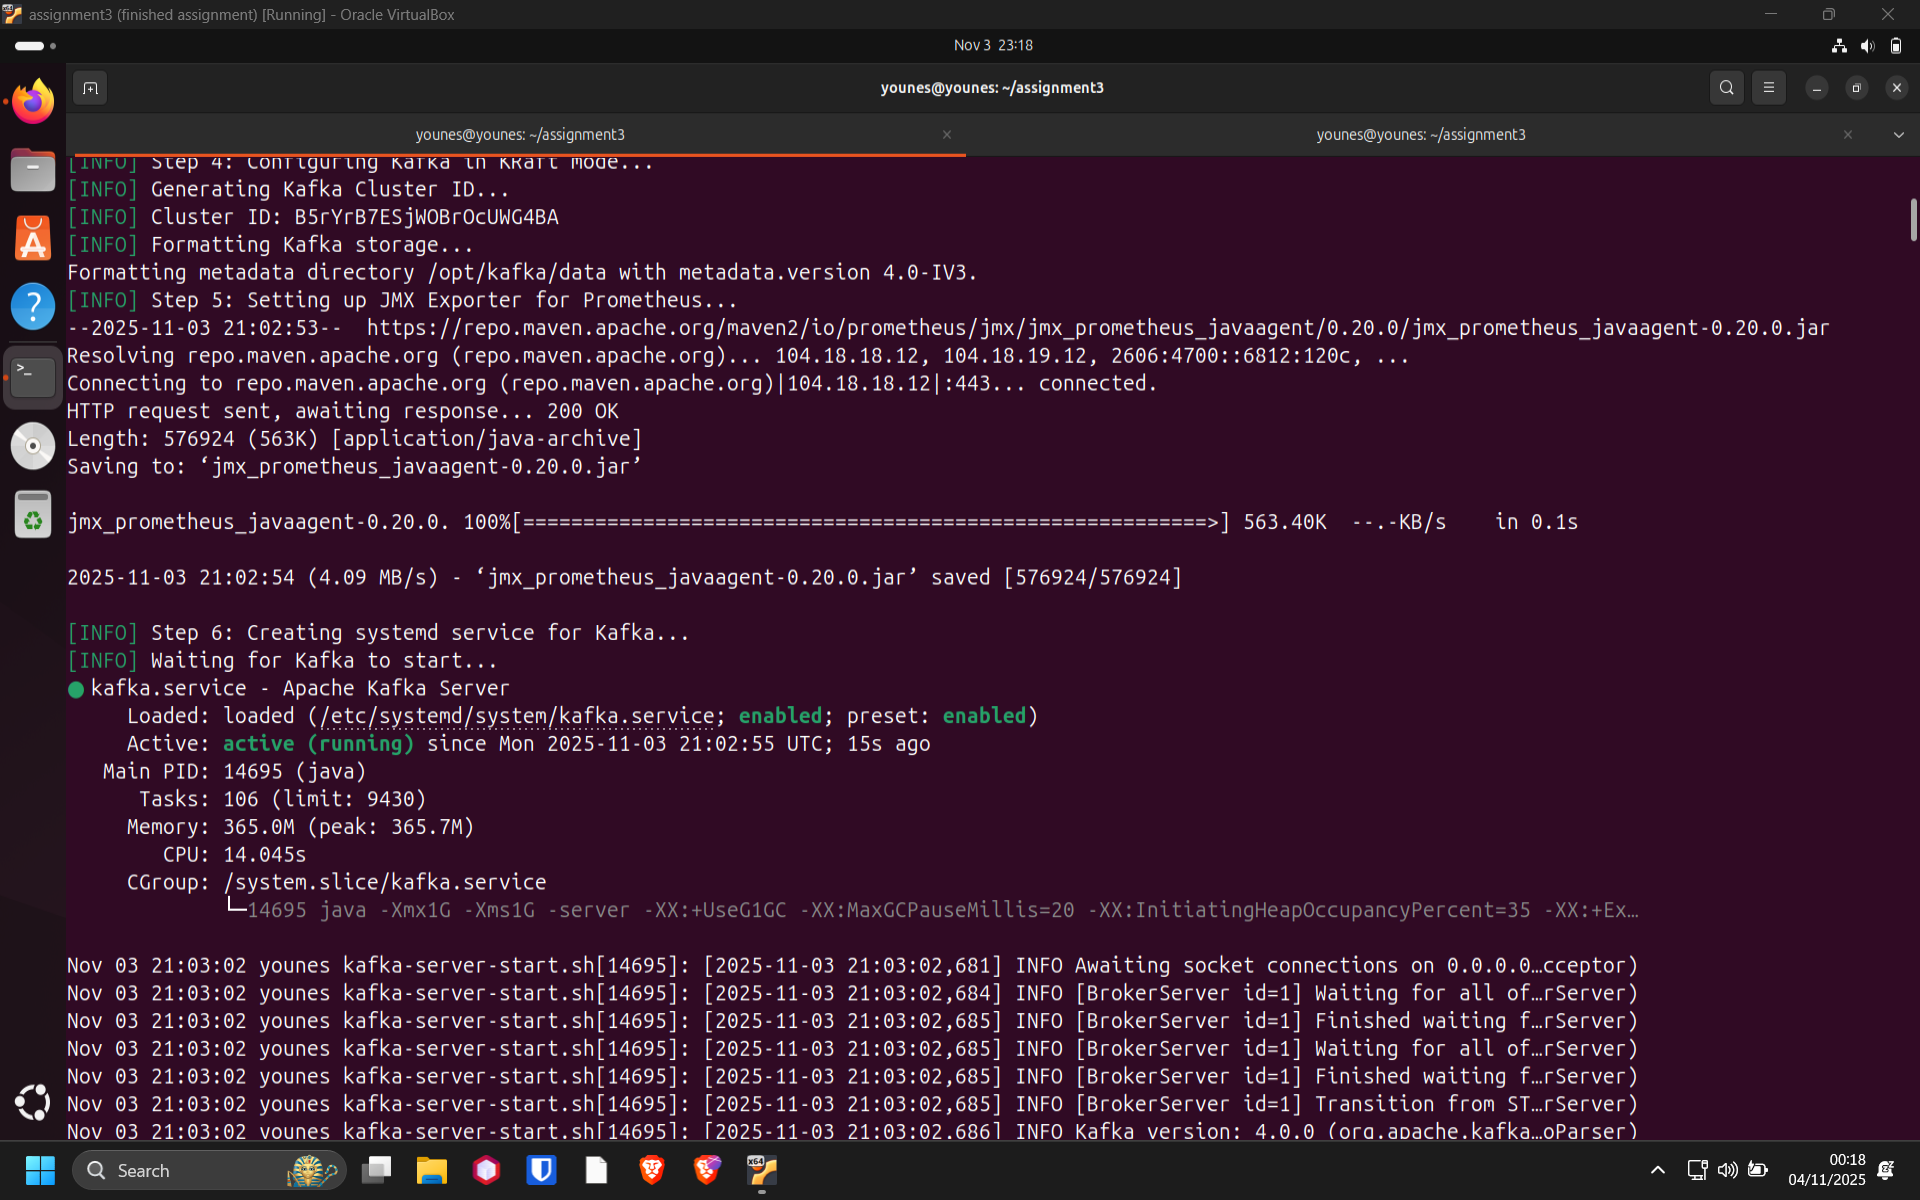 assignment3 (finished assignment) [Running] - Oracle VirtualBox
Nov 3 23:18
younes@younes: ~/assignment3
younes@younes: ~/assignment3
younes@younes: ~/assignment3
[INFO] Step 4: Configuring Kafka in KRaft mode...
[INFO] Generating Kafka Cluster ID...
[INFO] Cluster ID: B5rYrB7ESjWOBrOcUWG4BA
[INFO] Formatting Kafka storage...
Formatting metadata directory /opt/kafka/data with metadata.version 4.0-IV3.
[INFO] Step 5: Setting up JMX Exporter for Prometheus...
--2025-11-03 21:02:53--  https://repo.maven.apache.org/maven2/io/prometheus/jmx/jmx_prometheus_javaagent/0.20.0/jmx_prometheus_javaagent-0.20.0.jar
Resolving repo.maven.apache.org (repo.maven.apache.org)... 104.18.18.12, 104.18.19.12, 2606:4700::6812:120c, ...
Connecting to repo.maven.apache.org (repo.maven.apache.org)|104.18.18.12|:443... connected.
HTTP request sent, awaiting response... 200 OK
Length: 576924 (563K) [application/java-archive]
Saving to: ‘jmx_prometheus_javaagent-0.20.0.jar’
jmx_prometheus_javaagent-0.20.0. 100%[=========================================================>] 563.40K  --.-KB/s    in 0.1s
2025-11-03 21:02:54 (4.09 MB/s) - ‘jmx_prometheus_javaagent-0.20.0.jar’ saved [576924/576924]
[INFO] Step 6: Creating systemd service for Kafka...
[INFO] Waiting for Kafka to start...
● kafka.service - Apache Kafka Server
Loaded: loaded (/etc/systemd/system/kafka.service; enabled; preset: enabled)
Active: active (running) since Mon 2025-11-03 21:02:55 UTC; 15s ago
Main PID: 14695 (java)
Tasks: 106 (limit: 9430)
Memory: 365.0M (peak: 365.7M)
CPU: 14.045s
CGroup: /system.slice/kafka.service
└─14695 java -Xmx1G -Xms1G -server -XX:+UseG1GC -XX:MaxGCPauseMillis=20 -XX:InitiatingHeapOccupancyPercent=35 -XX:+Ex…
Nov 03 21:03:02 younes kafka-server-start.sh[14695]: [2025-11-03 21:03:02,681] INFO Awaiting socket connections on 0.0.0.0…cceptor)
Nov 03 21:03:02 younes kafka-server-start.sh[14695]: [2025-11-03 21:03:02,684] INFO [BrokerServer id=1] Waiting for all of…rServer)
Nov 03 21:03:02 younes kafka-server-start.sh[14695]: [2025-11-03 21:03:02,685] INFO [BrokerServer id=1] Finished waiting f…rServer)
Nov 03 21:03:02 younes kafka-server-start.sh[14695]: [2025-11-03 21:03:02,685] INFO [BrokerServer id=1] Waiting for all of…rServer)
Nov 03 21:03:02 younes kafka-server-start.sh[14695]: [2025-11-03 21:03:02,685] INFO [BrokerServer id=1] Finished waiting f…rServer)
Nov 03 21:03:02 younes kafka-server-start.sh[14695]: [2025-11-03 21:03:02,685] INFO [BrokerServer id=1] Transition from ST…rServer)
Nov 03 21:03:02 younes kafka-server-start.sh[14695]: [2025-11-03 21:03:02,686] INFO Kafka version: 4.0.0 (org.apache.kafka…oParser)
Search
00:18
04/11/2025